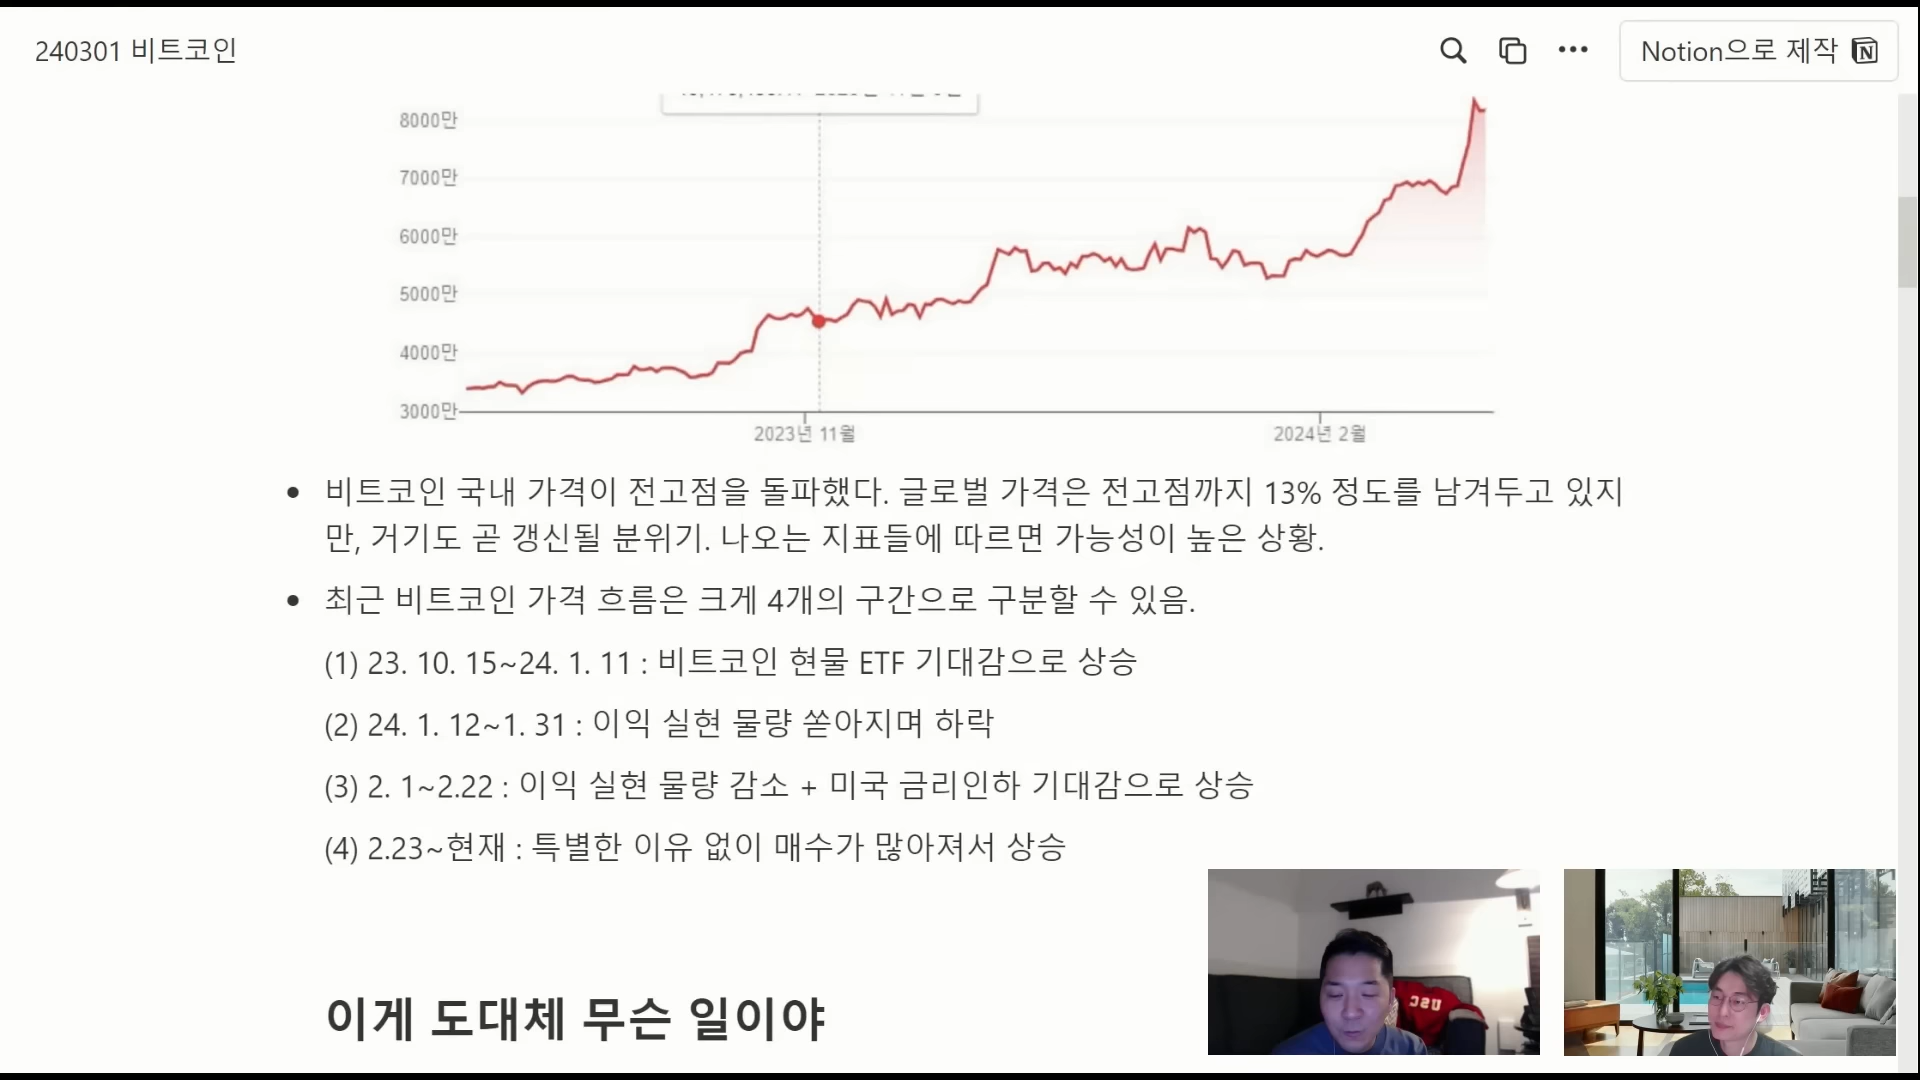 240301 비트코인
Notion으로 제작
8000만
7000만
6000만
5000만
4000만
3000만
2023년 11월
2024년 2월
• 비트코인 국내 가격이 전고점을 돌파했다. 글로벌 가격은 전고점까지 13% 정도를 남겨두고 있지
만, 거기도 곧 갱신될 분위기. 나오는 지표들에 따르면 가능성이 높은 상황.
• 최근 비트코인 가격 흐름은 크게 4개의 구간으로 구분할 수 있음.
(1) 23. 10. 15~24. 1. 11 : 비트코인 현물 ETF 기대감으로 상승
(2) 24. 1. 12~1. 31 : 이익 실현 물량 쏟아지며 하락
(3) 2. 1~2.22 : 이익 실현 물량 감소 + 미국 금리인하 기대감으로 상승
(4) 2.23~현재 : 특별한 이유 없이 매수가 많아져서 상승
이게 도대체 무슨 일이야
USC